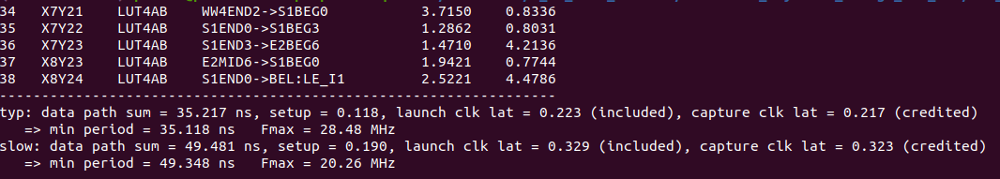 34 X7Y21 LUT4AB WW4END2->S1BEG0 3.7150 0.8336
35 X7Y22 LUT4AB S1END0->S1BEG3 1.2862 0.8031
36 X7Y23 LUT4AB S1END3->E2BEG6 1.4710 4.2136
37 X8Y23 LUT4AB E2MID6->S1BEG0 1.9421 0.7744
38 X8Y24 LUT4AB S1END0->BEL:LE_I1 2.5221 4.4786
------------------------------------------------------------------
typ: data path sum = 35.217 ns, setup = 0.118, launch clk lat = 0.223 (included), capture clk lat = 0.217 (credited)
=> min period = 35.118 ns Fmax = 28.48 MHz
slow: data path sum = 49.481 ns, setup = 0.190, launch clk lat = 0.329 (included), capture clk lat = 0.323 (credited)
=> min period = 49.348 ns Fmax = 20.26 MHz